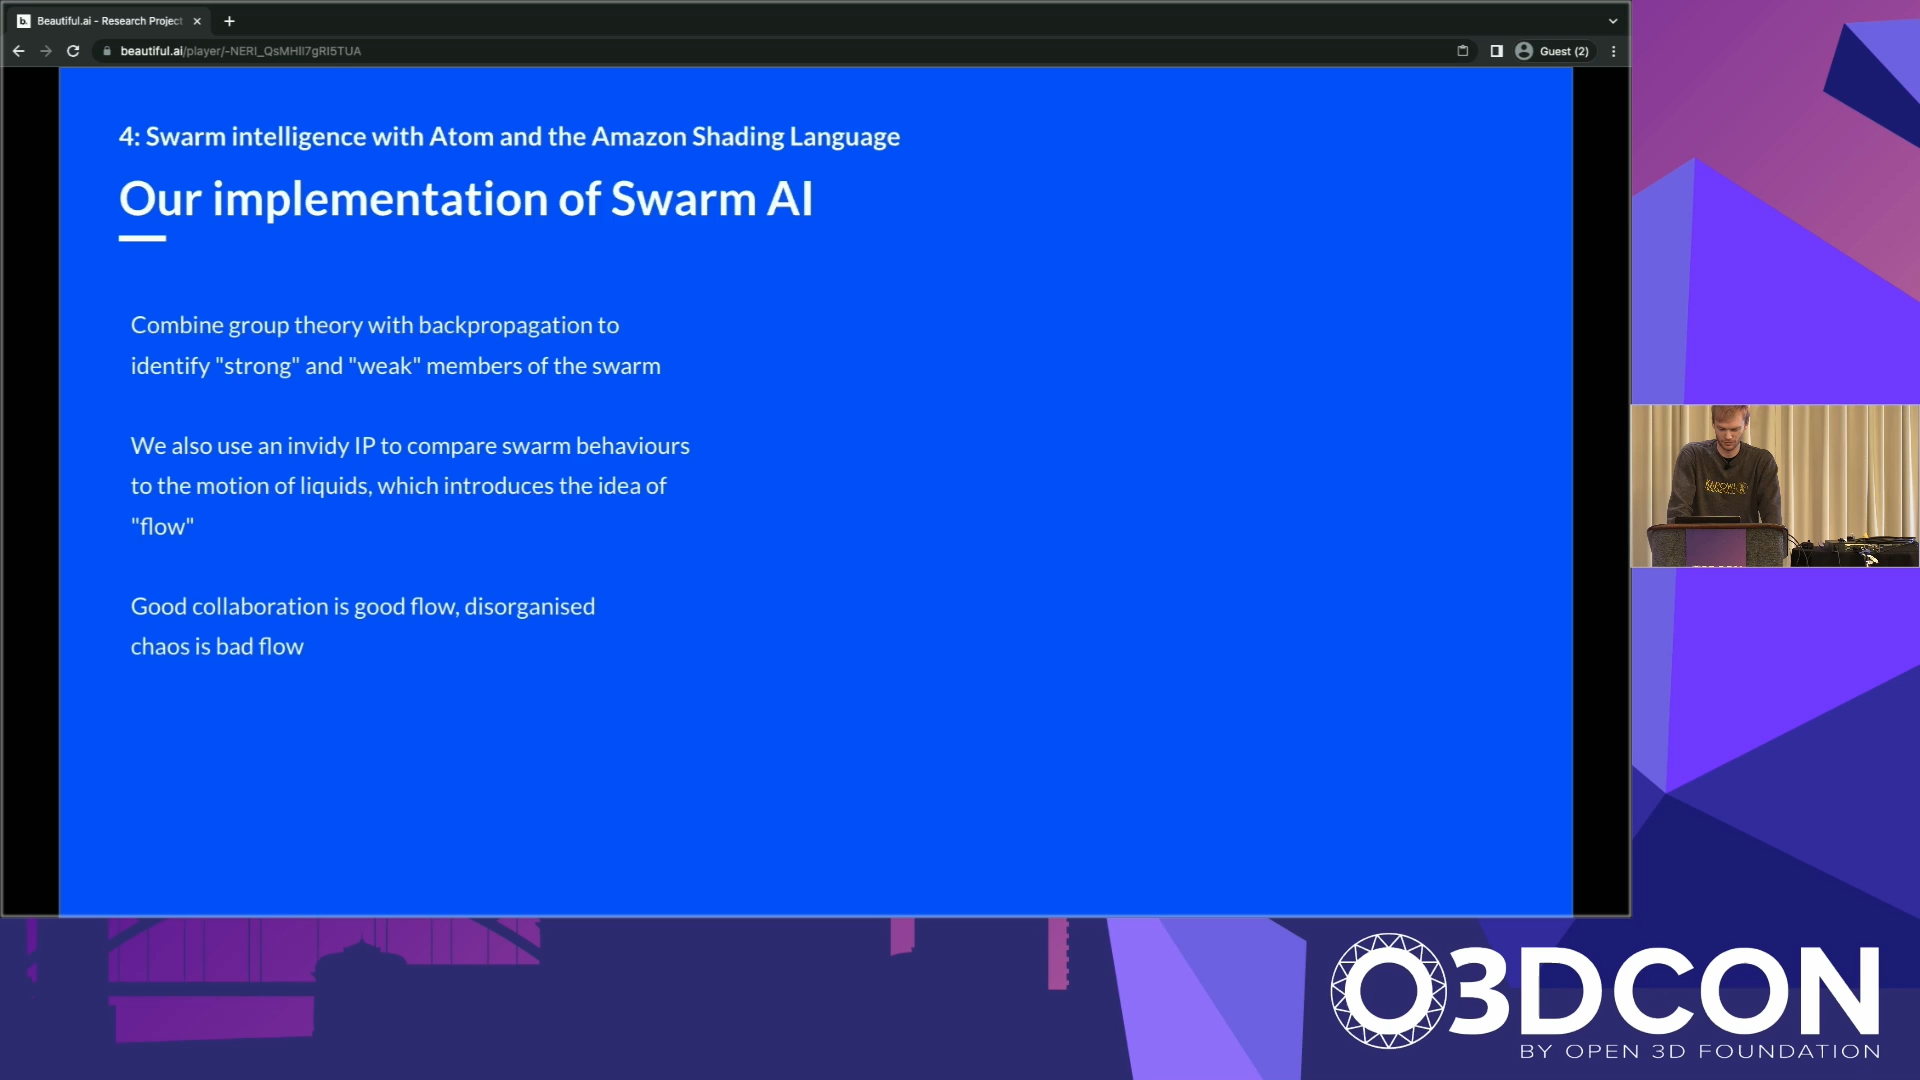 Beautiful.ai - Research Project
beautiful.ai/player/-NERI_QsMHIl7gRI5TUA
Guest (2)
4: Swarm intelligence with Atom and the Amazon Shading Language
Our implementation of Swarm AI
Combine group theory with backpropagation to
identify "strong" and "weak" members of the swarm
We also use an invidy IP to compare swarm behaviours
to the motion of liquids, which introduces the idea of
"flow"
Good collaboration is good flow, disorganised
chaos is bad flow
O3DCON
BY OPEN 3D FOUNDATION